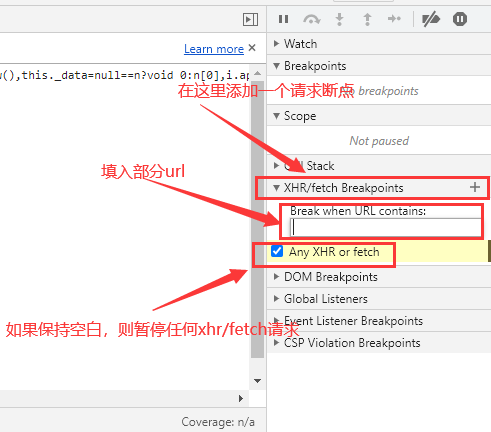 Learn more ×
w(),this._data=null==n?void 0:n[0],i.ap
Watch
Breakpoints
No breakpoints
在这里添加一个请求断点
Scope
Not paused
Call Stack
填入部分url
XHR/fetch Breakpoints +
Break when URL contains:
Any XHR or fetch
DOM Breakpoints
Global Listeners
如果保持空白，则暂停任何xhr/fetch请求
Event Listener Breakpoints
CSP Violation Breakpoints
Coverage: n/a